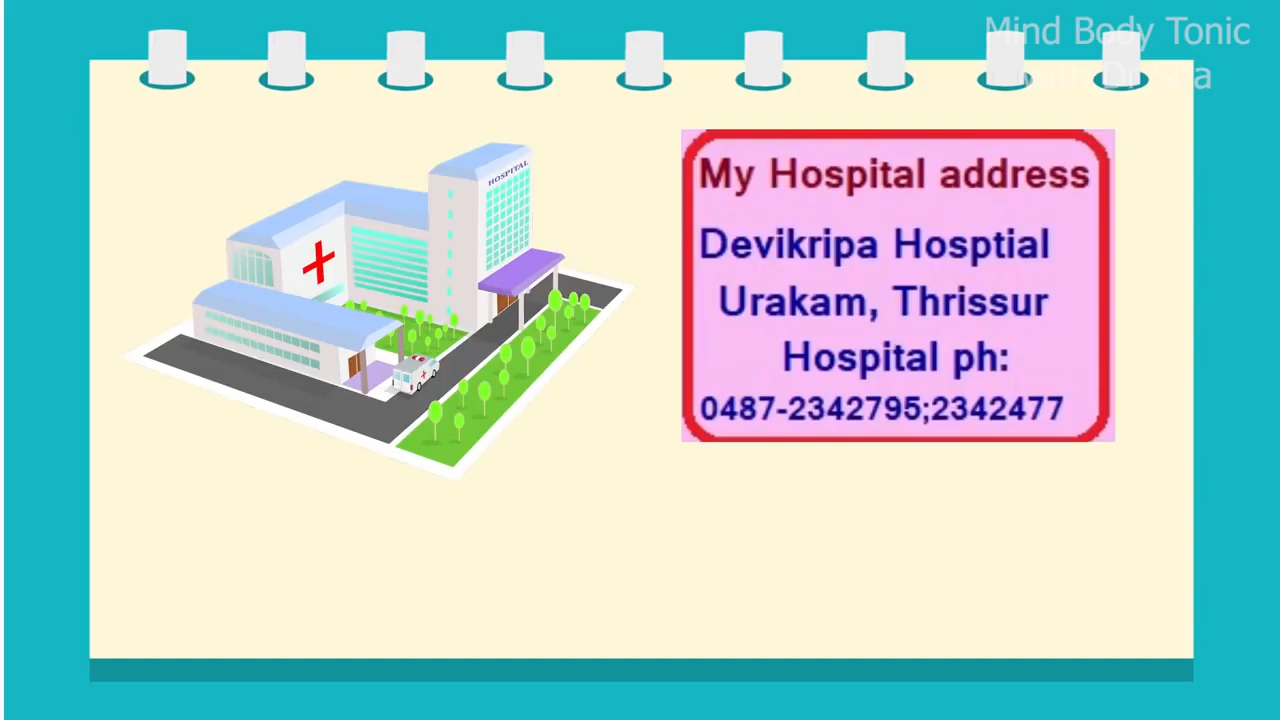 Mind Body Tonic
HOSPITAL
My Hospital address
Devikripa Hosptial
Urakam, Thrissur
Hospital ph:
0487-2342795;2342477